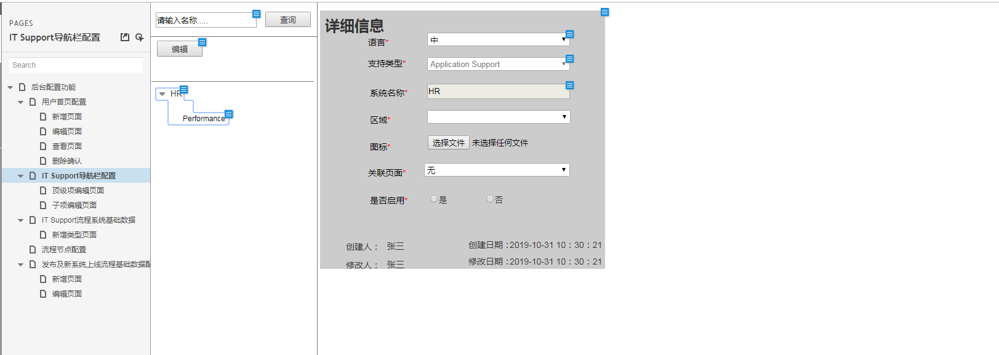 PAGES
IT Support导航栏配置
Search
后台配置功能
用户首页配置
新增页面
编辑页面
查看页面
删除确认
IT Support导航栏配置
顶级项编辑页面
子项编辑页面
IT Support流程系统基础数据
新增类型页面
流程节点配置
发布及新系统上线流程基础数据配
新增页面
编辑页面
请输入名称..... 查询
编辑
HR
Performance
详细信息
语言* 中
支持类型* Application Support
系统名称* HR
区域*
图标* 选择文件 未选择任何文件
关联页面* 无
是否启用* 是 否
创建人： 张三 创建日期：2019-10-31 10：30：21
修改人： 张三 修改日期：2019-10-31 10：30：21